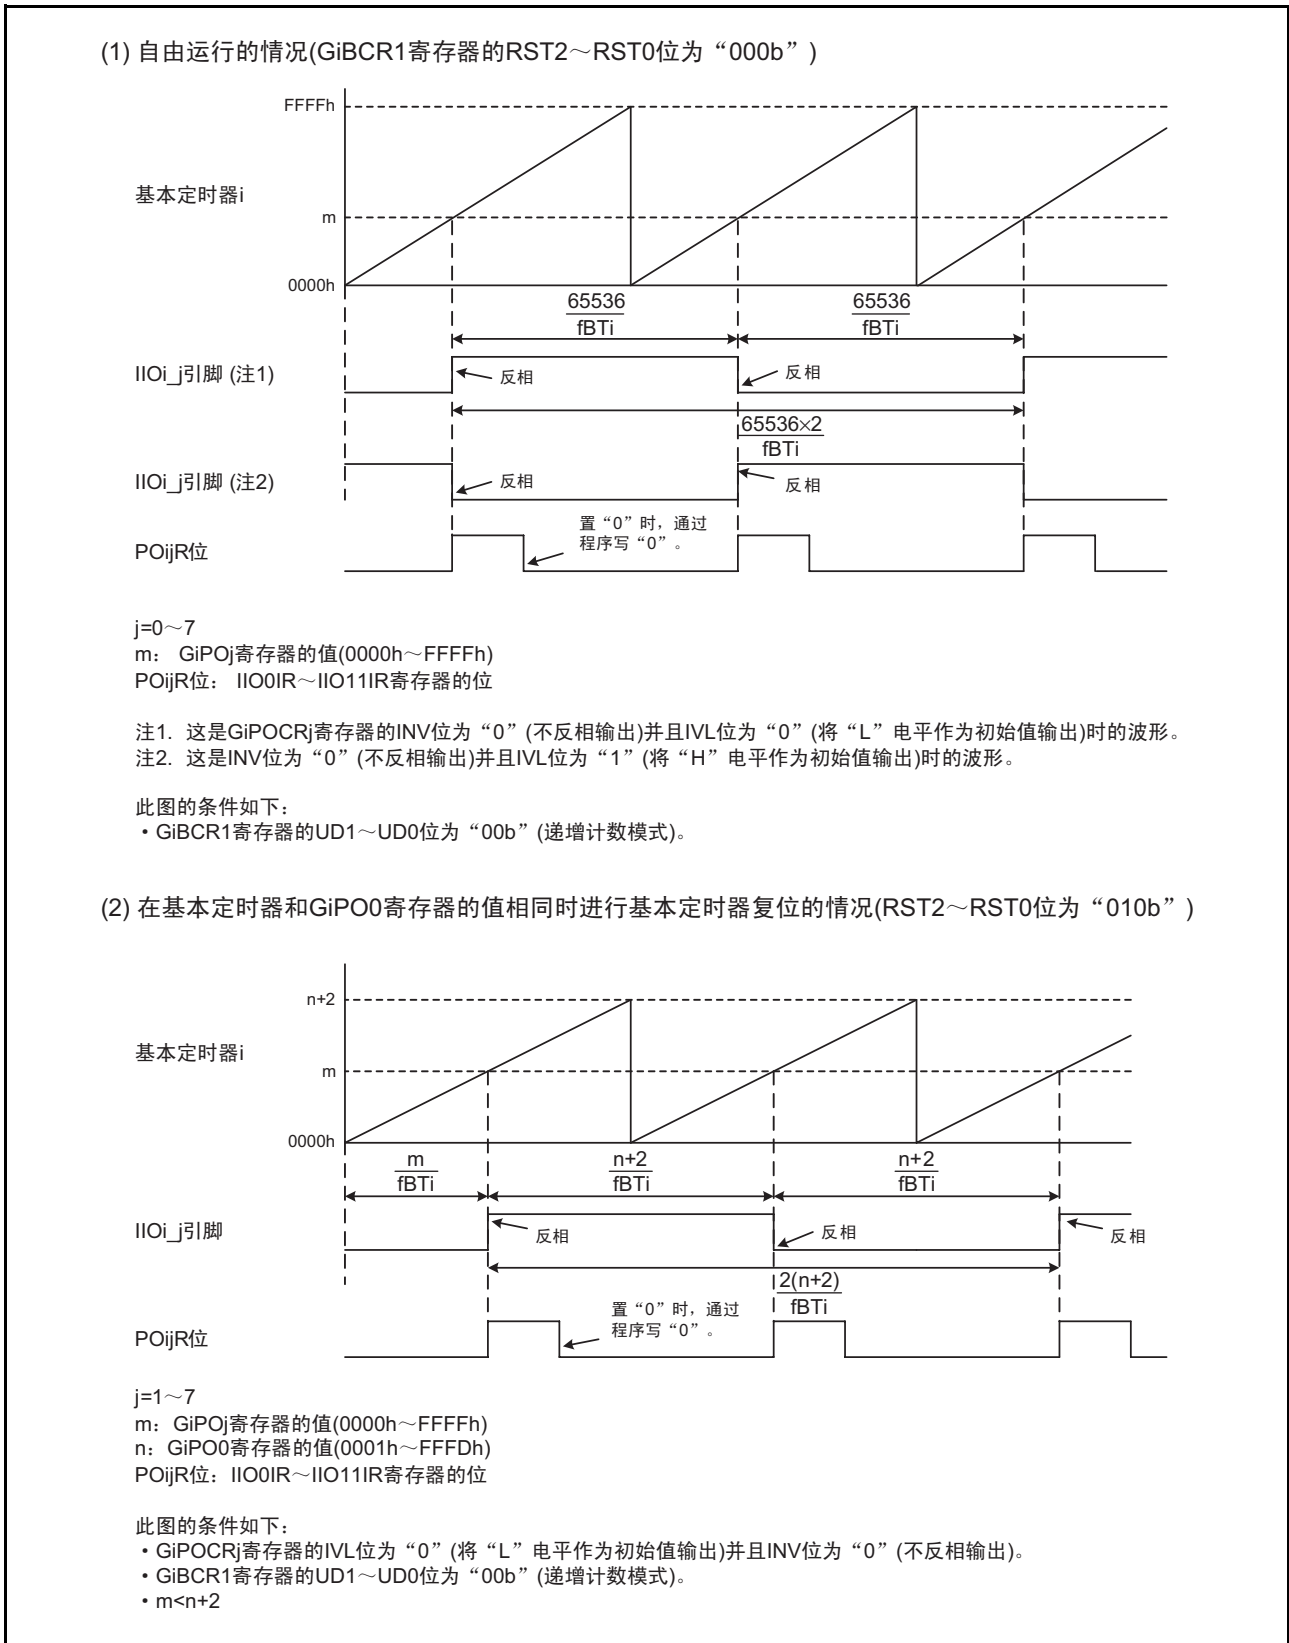 (1) 自由运行的情况(GiBCR1寄存器的RST2～RST0位为“000b”)
FFFFh
基本定时器i
m
0000h
65536
fBTi
65536
fBTi
IIOi_j引脚 (注1)
反相
反相
65536×2
fBTi
IIOi_j引脚 (注2)
反相
反相
置“0”时，通过
程序写“0”。
POijR位
j=0～7
m： GiPOj寄存器的值(0000h～FFFFh)
POijR位： IIO0IR～IIO11IR寄存器的位
注1. 这是GiPOCRj寄存器的INV位为“0”(不反相输出)并且IVL位为“0”(将“L”电平作为初始值输出)时的波形。
注2. 这是INV位为“0”(不反相输出)并且IVL位为“1”(将“H”电平作为初始值输出)时的波形。
此图的条件如下：
・GiBCR1寄存器的UD1～UD0位为“00b”(递增计数模式)。
(2) 在基本定时器和GiPO0寄存器的值相同时进行基本定时器复位的情况(RST2～RST0位为“010b”)
n+2
基本定时器i
m
0000h
m
fBTi
n+2
fBTi
n+2
fBTi
IIOi_j引脚
反相
反相
反相
2(n+2)
fBTi
置“0”时，通过
程序写“0”。
POijR位
j=1～7
m：GiPOj寄存器的值(0000h～FFFFh)
n：GiPO0寄存器的值(0001h～FFFDh)
POijR位：IIO0IR～IIO11IR寄存器的位
此图的条件如下：
・GiPOCRj寄存器的IVL位为“0”(将“L”电平作为初始值输出)并且INV位为“0”(不反相输出)。
・GiBCR1寄存器的UD1～UD0位为“00b”(递增计数模式)。
・m<n+2